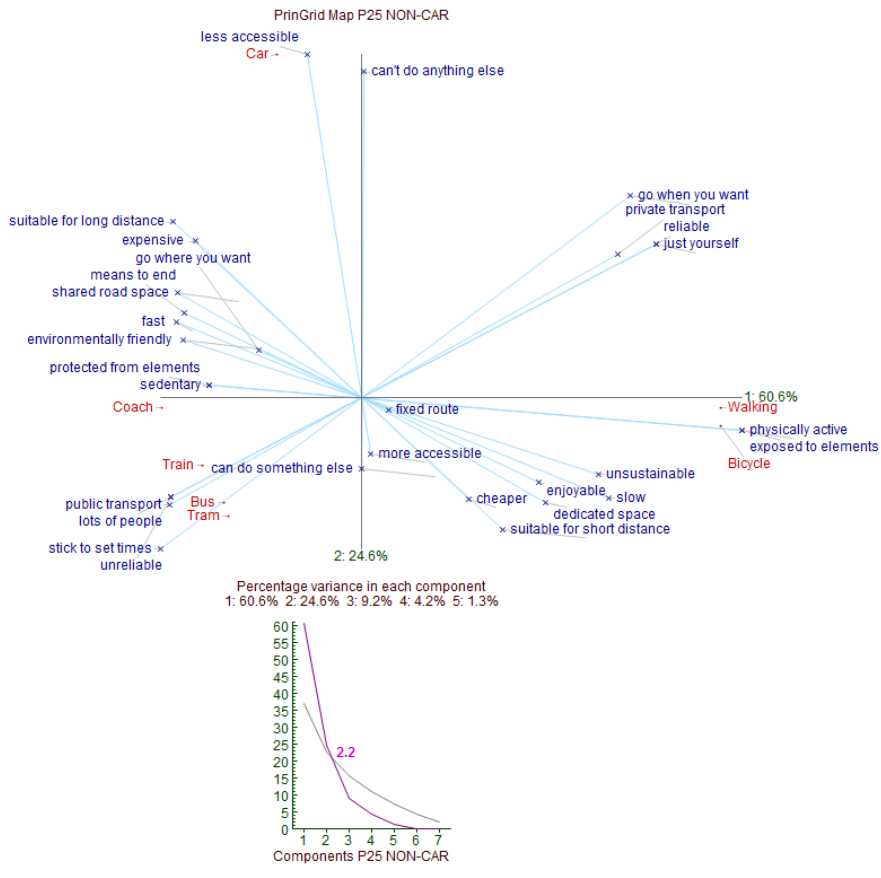 PrinGrid Map P25 NON-CAR
less accessible
Car
can't do anything else
go when you want
private transport
reliable
just yourself
suitable for long distance
expensive
go where you want
means to end
shared road space
fast
environmentally friendly
protected from elements
sedentary
1: 60.6%
Coach
fixed route
Walking
physically active
exposed to elements
more accessible
Train
can do something else
Bicycle
unsustainable
enjoyable
slow
cheaper
public transport
Bus
dedicated space
lots of people
Tram
suitable for short distance
stick to set times
2: 24.6%
unreliable
Percentage variance in each component
1: 60.6% 2: 24.6% 3: 9.2% 4: 4.2% 5: 1.3%
60
55
50
45
40
35
30
25
2.2
20
15
10
5
0
1 2 3 4 5 6 7
Components P25 NON-CAR